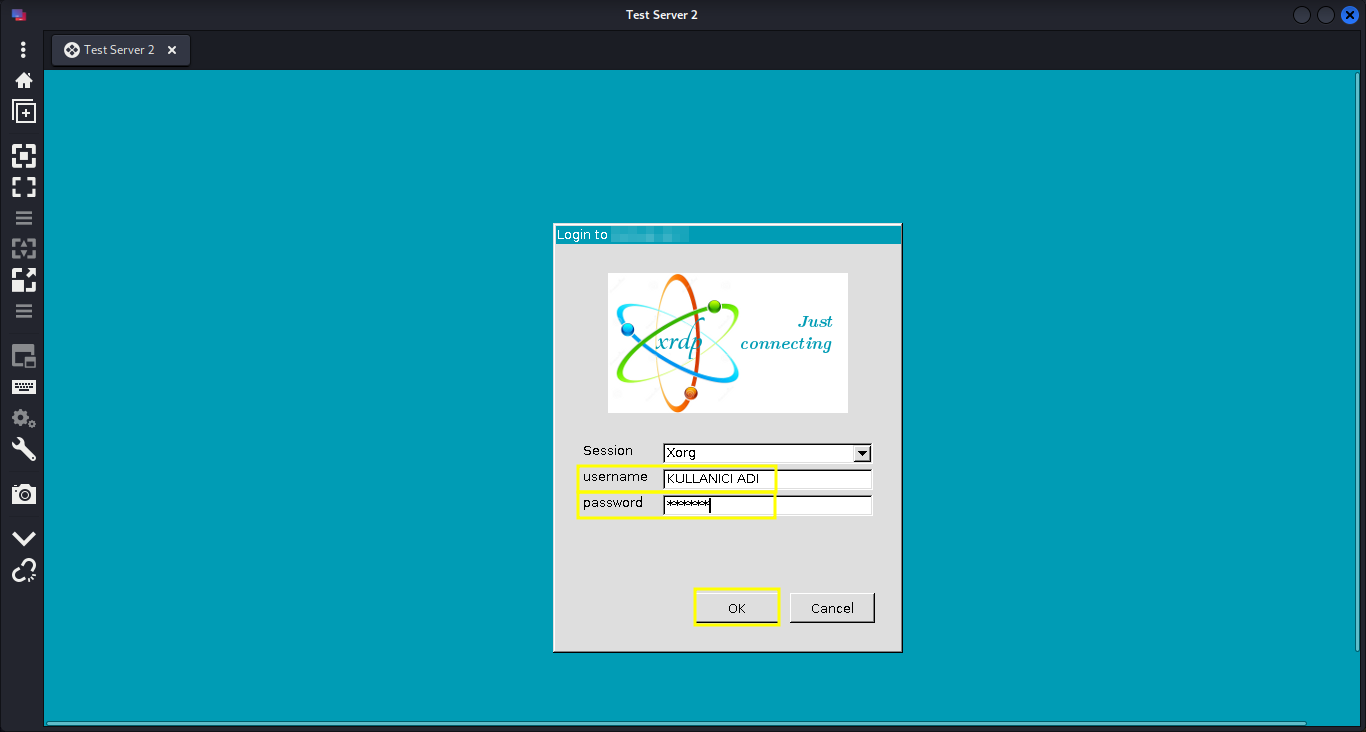 Test Server 2
Test Server 2
Login to
xrdp
Just
connecting
Session
Xorg
username
KULLANICI ADI
password
******
OK
Cancel